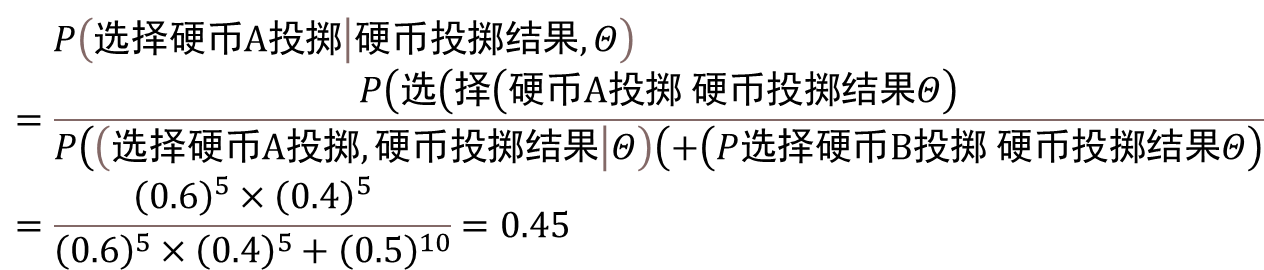 P(选择硬币A投掷|硬币投掷结果,Θ)
P(选(择(硬币A投掷 硬币投掷结果Θ)
=
P((选择硬币A投掷,硬币投掷结果|Θ)(+(P选择硬币B投掷 硬币投掷结果Θ)
(0.6)⁵ × (0.4)⁵
= = 0.45
(0.6)⁵ × (0.4)⁵ + (0.5)¹⁰